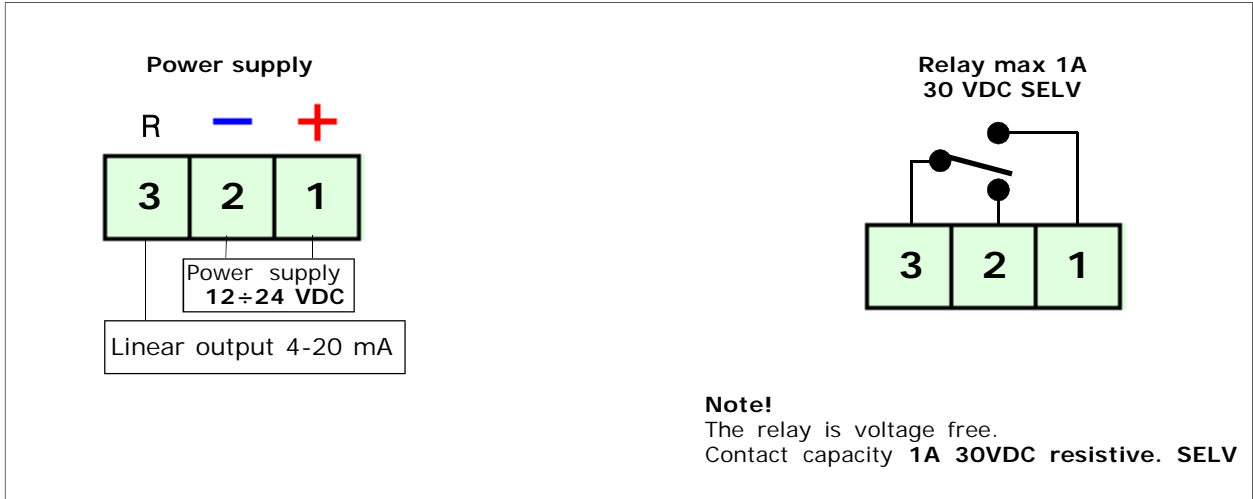 Power supply
R − +
3 2 1
Power supply
12÷24 VDC
Linear output 4-20 mA
Relay max 1A
30 VDC SELV
3 2 1
Note!
The relay is voltage free.
Contact capacity 1A 30VDC resistive. SELV